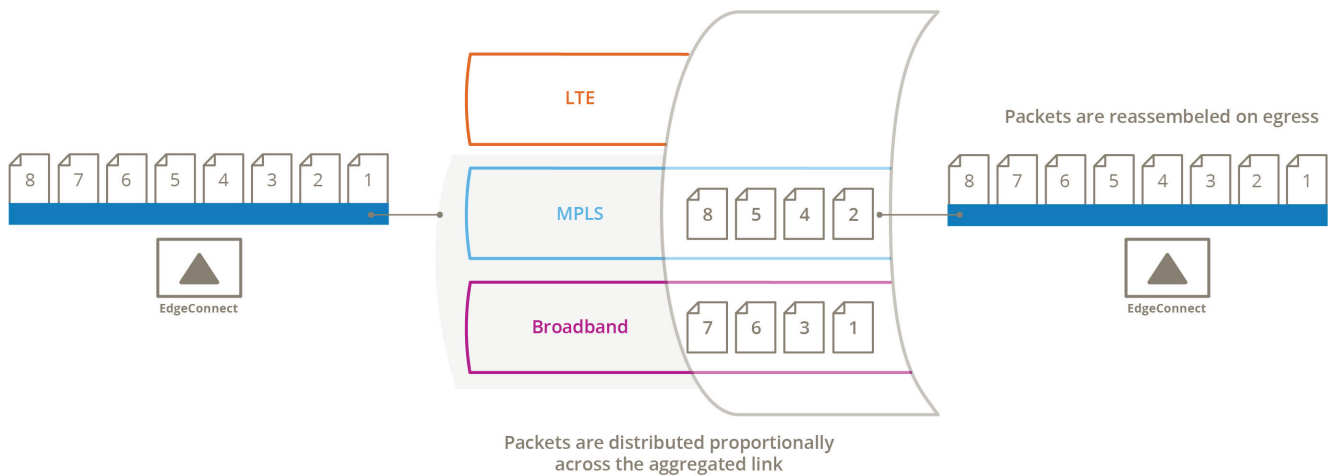 LTE
Packets are reassembeled on egress
8 7 6 5 4 3 2 1
8 7 6 5 4 3 2 1
MPLS
8 5 4 2
EdgeConnect
EdgeConnect
Broadband
7 6 3 1
Packets are distributed proportionally
across the aggregated link